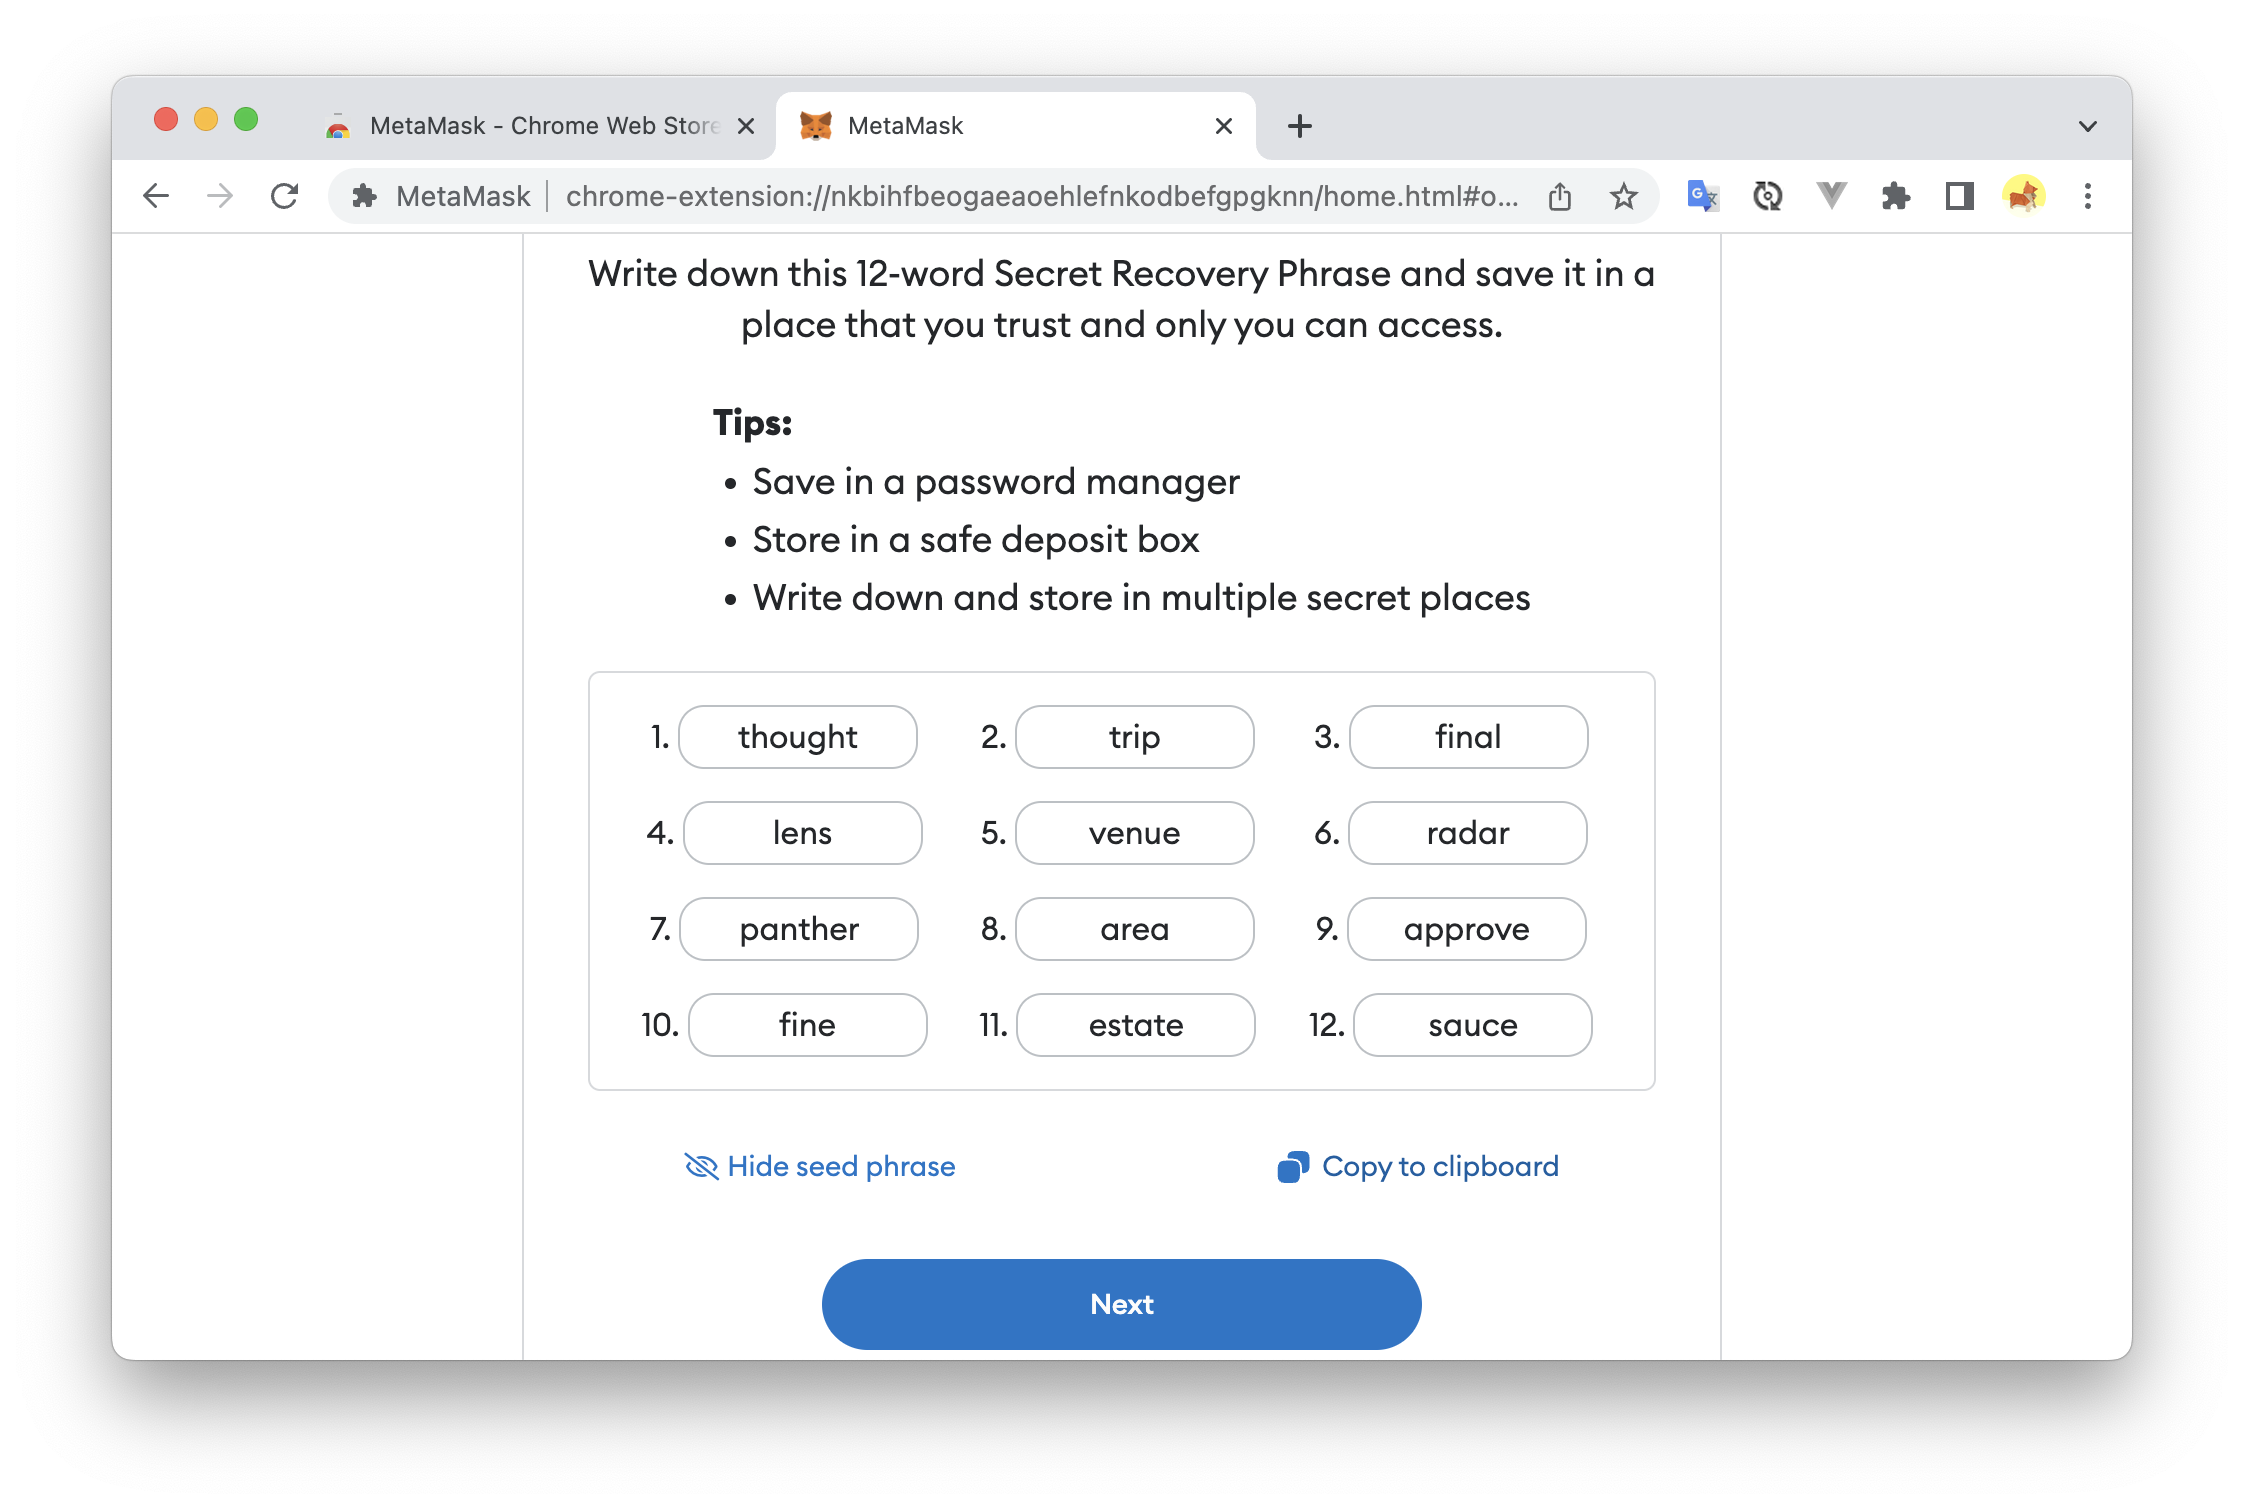 MetaMask - Chrome Web Store
MetaMask
MetaMask
chrome-extension://nkbihfbeogaeaoehlefnkodbefgpgknn/home.html#o...
Write down this 12-word Secret Recovery Phrase and save it in a
place that you trust and only you can access.
Tips:
• Save in a password manager
• Store in a safe deposit box
• Write down and store in multiple secret places
1. thought 2. trip 3. final
4. lens 5. venue 6. radar
7. panther 8. area 9. approve
10. fine 11. estate 12. sauce
Hide seed phrase Copy to clipboard
Next